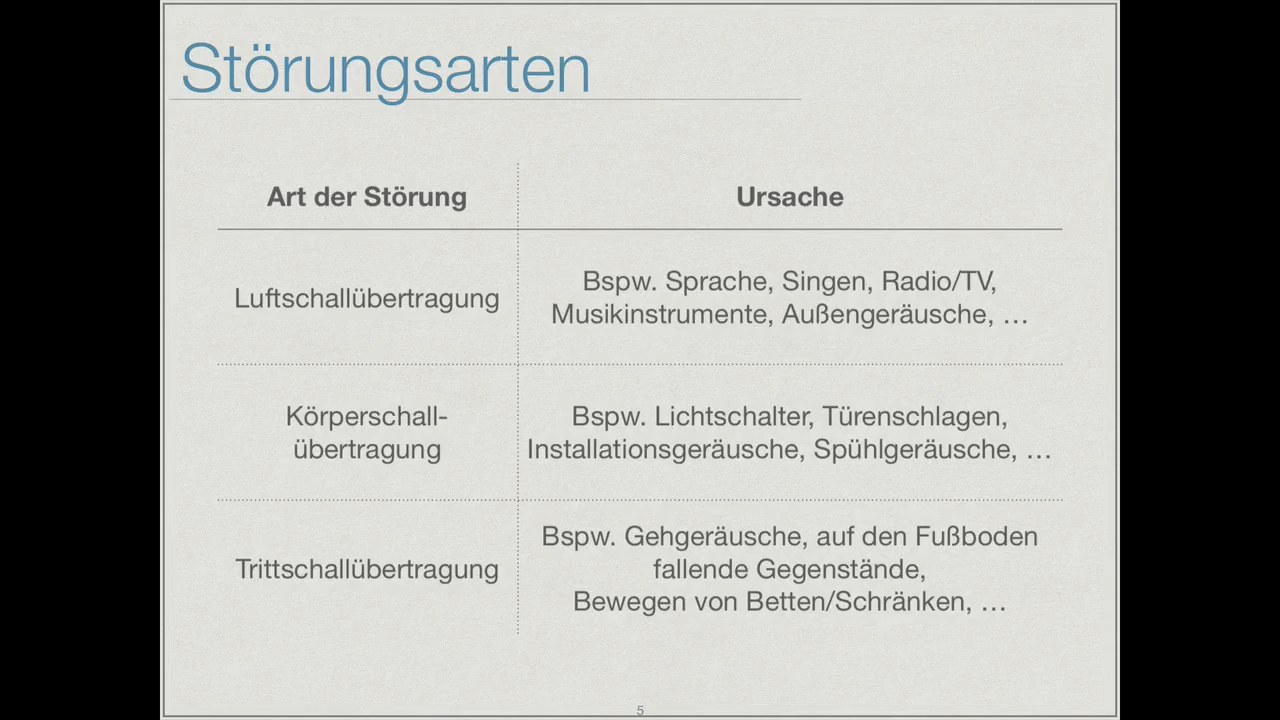 Störungsarten
Art der Störung
Ursache
Luftschallübertragung
Bspw. Sprache, Singen, Radio/TV,
Musikinstrumente, Außengeräusche, …
Körperschall-
übertragung
Bspw. Lichtschalter, Türenschlagen,
Installationsgeräusche, Spühlgeräusche, …
Trittschallübertragung
Bspw. Gehgeräusche, auf den Fußboden
fallende Gegenstände,
Bewegen von Betten/Schränken, …
5